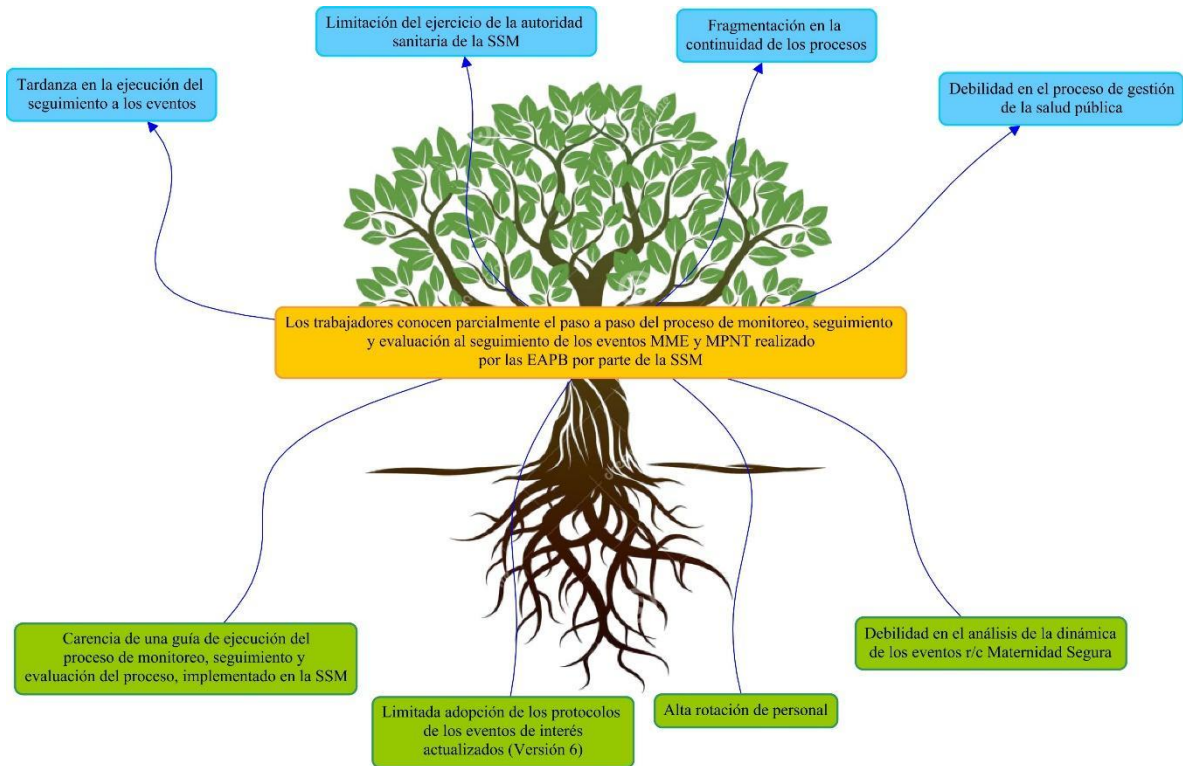 Limitación del ejercicio de la autoridad
sanitaria de la SSM
Fragmentación en la
continuidad de los procesos
Tardanza en la ejecución del
seguimiento a los eventos
Debilidad en el proceso de gestión
de la salud pública
Los trabajadores conocen parcialmente el paso a paso del proceso de monitoreo, seguimiento
y evaluación al seguimiento de los eventos MME y MPNT realizado
por las EAPB por parte de la SSM
Carencia de una guía de ejecución del
proceso de monitoreo, seguimiento y
evaluación del proceso, implementado en la SSM
Limitada adopción de los protocolos
de los eventos de interés
actualizados (Versión 6)
Alta rotación de personal
Debilidad en el análisis de la dinámica
de los eventos r/c Maternidad Segura